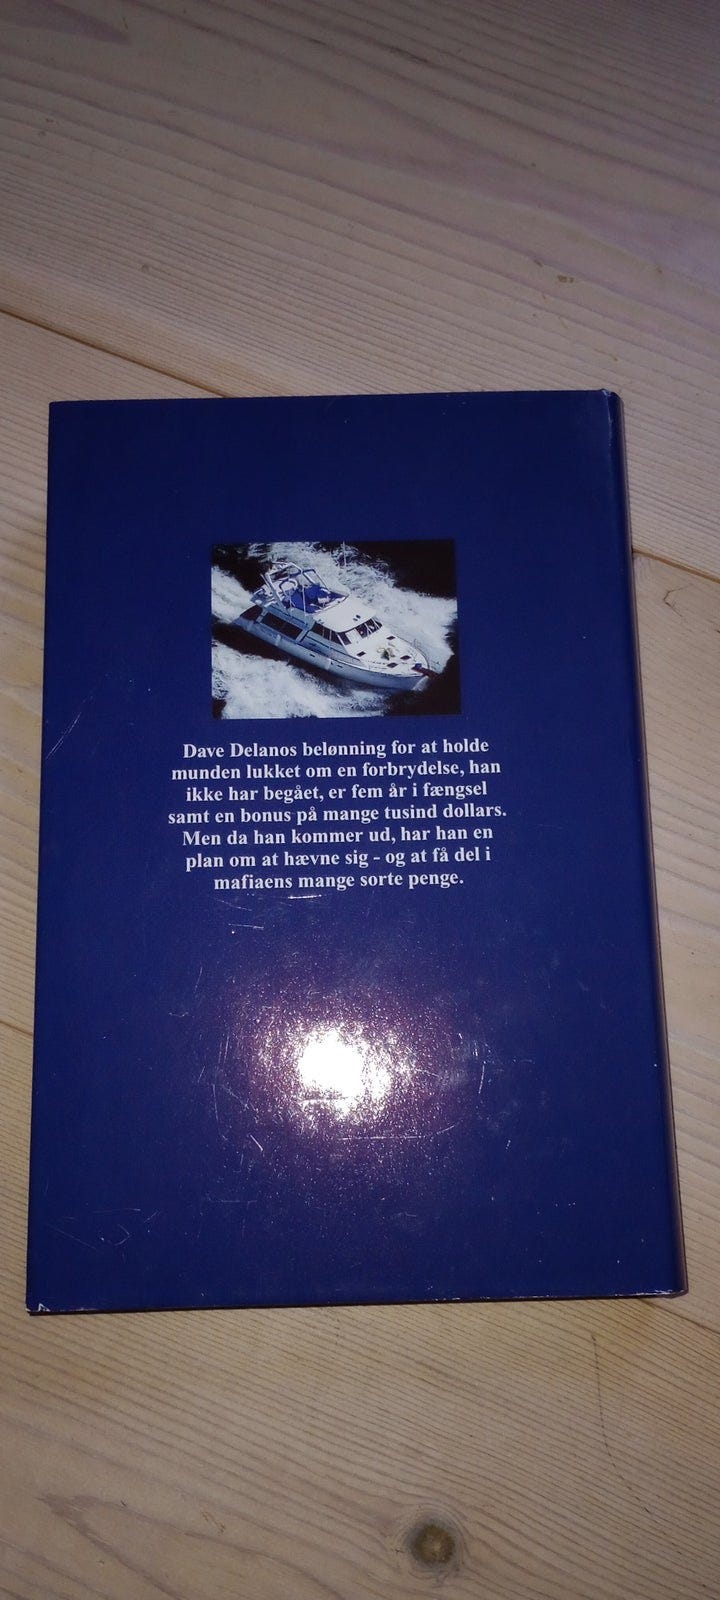 Dave Delanos belønning for at holde
munden lukket om en forbrydelse, han
ikke har begået, er fem år i fængsel
samt en bonus på mange tusind dollars.
Men da han kommer ud, har han en
plan om at hævne sig - og at få del i
mafiaens mange sorte penge.